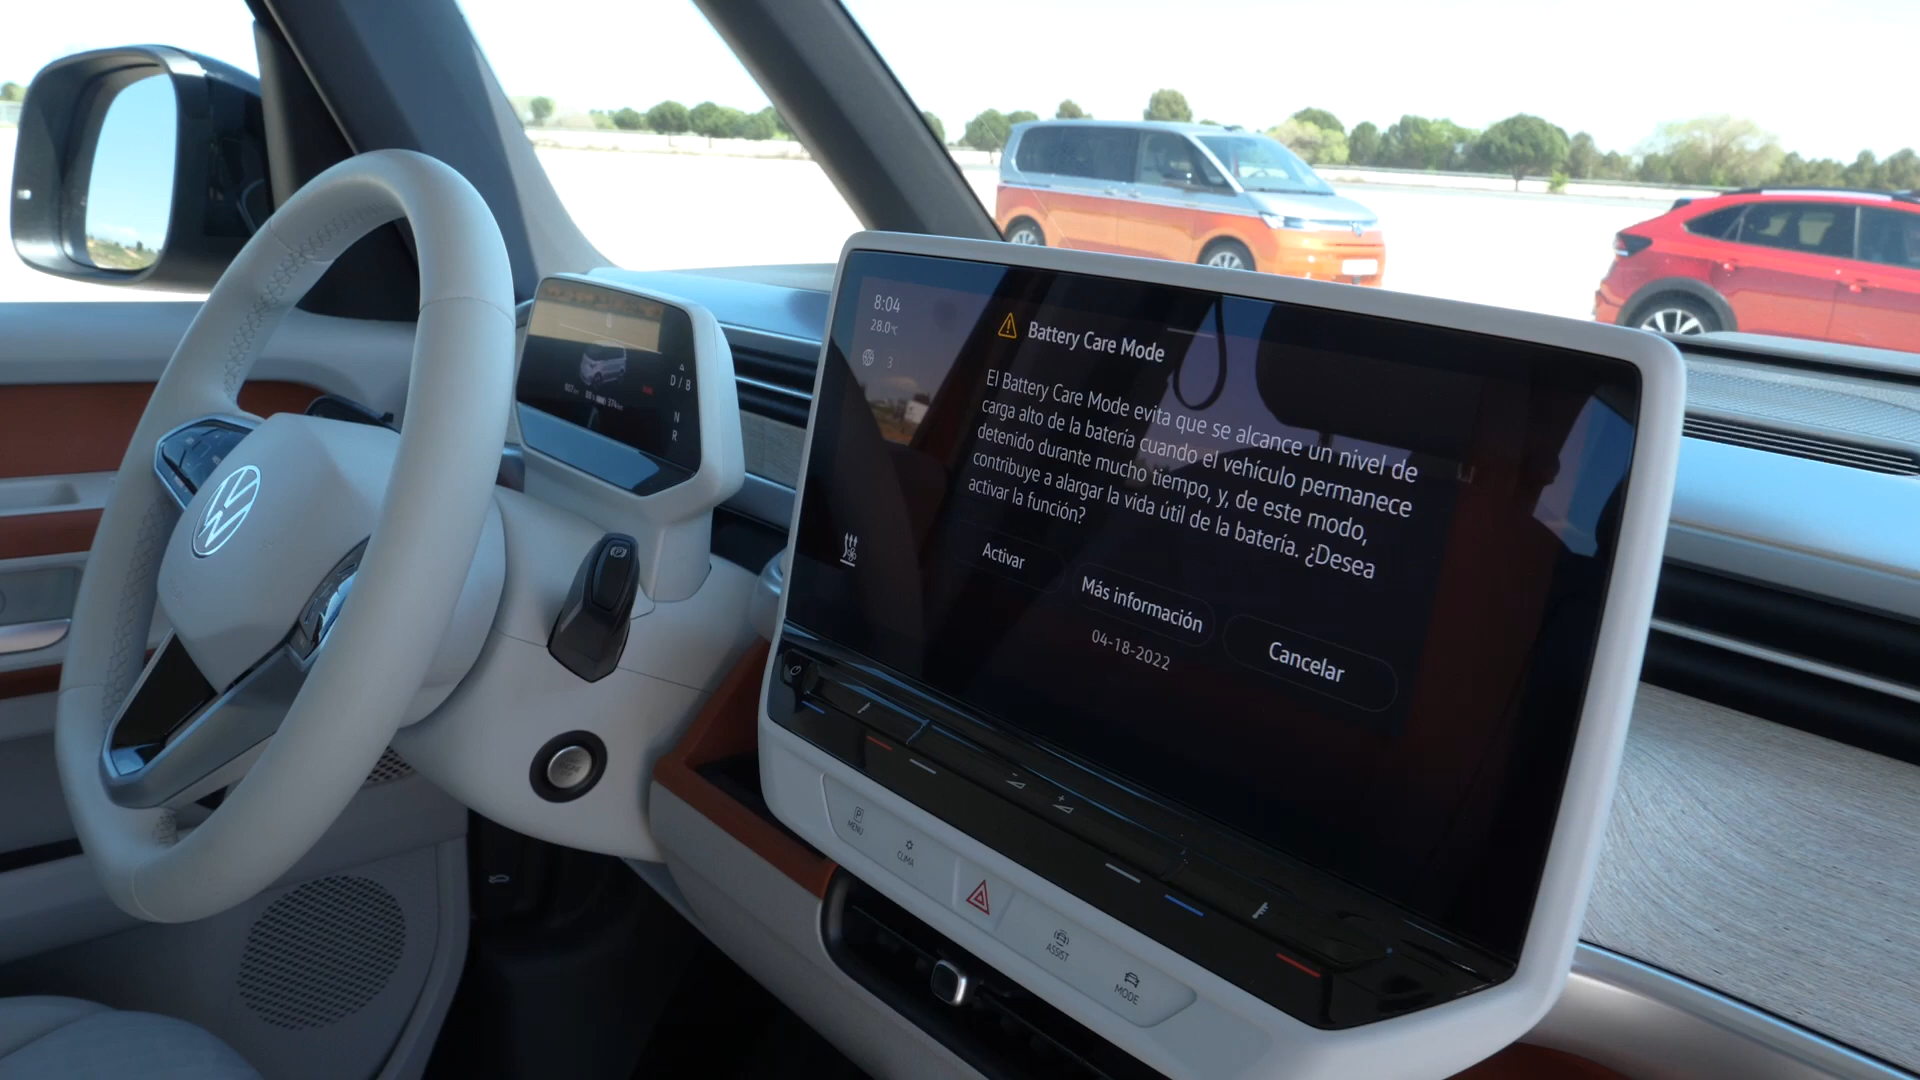 8:04
28.0°C
3
Battery Care Mode
El Battery Care Mode evita que se alcance un nivel de
carga alto de la batería cuando el vehículo permanece
detenido durante mucho tiempo, y, de este modo,
contribuye a alargar la vida útil de la batería. ¿Desea
activar la función?
Activar
Más información
Cancelar
04-18-2022
D / B
N
R
P
MENU
CLIMA
ASSIST
MODE